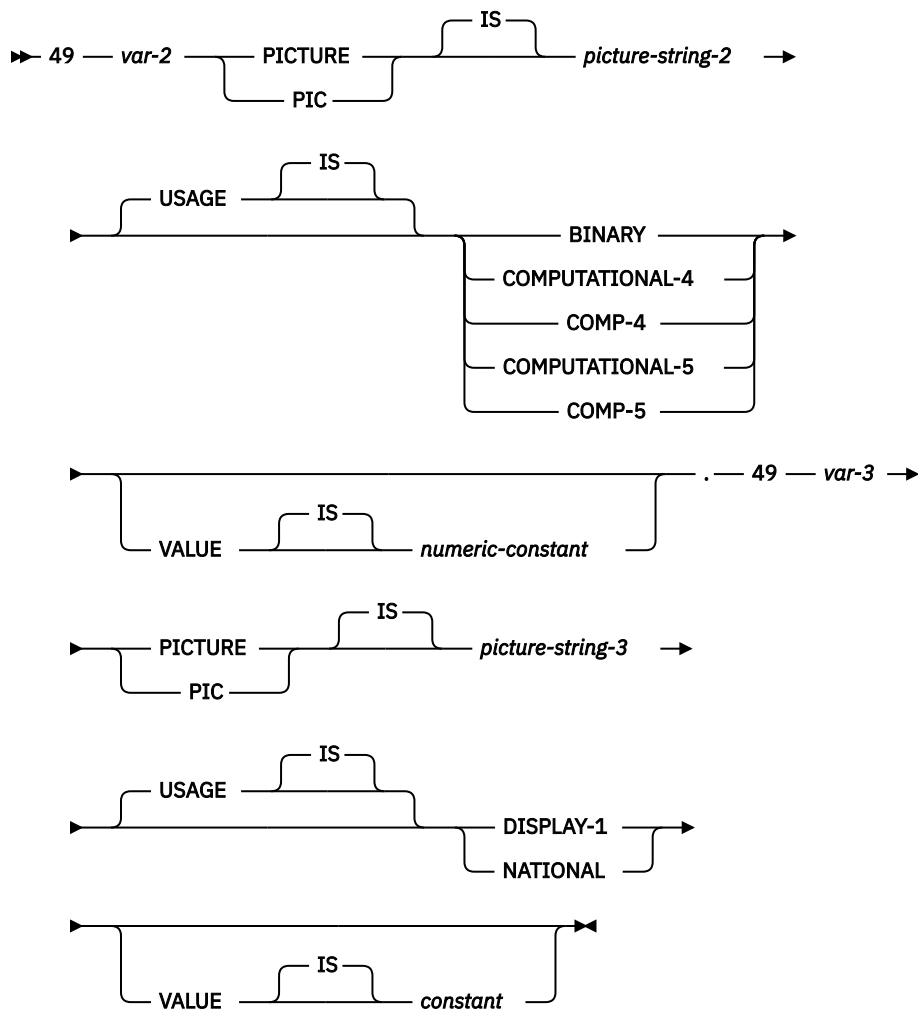 IS
49 var-2 PICTURE picture-string-2
PIC
IS
USAGE
BINARY
COMPUTATIONAL-4
COMP-4
COMPUTATIONAL-5
COMP-5
. 49 var-3
IS
VALUE numeric-constant
IS
PICTURE picture-string-3
PIC
IS
USAGE
DISPLAY-1
NATIONAL
IS
VALUE constant